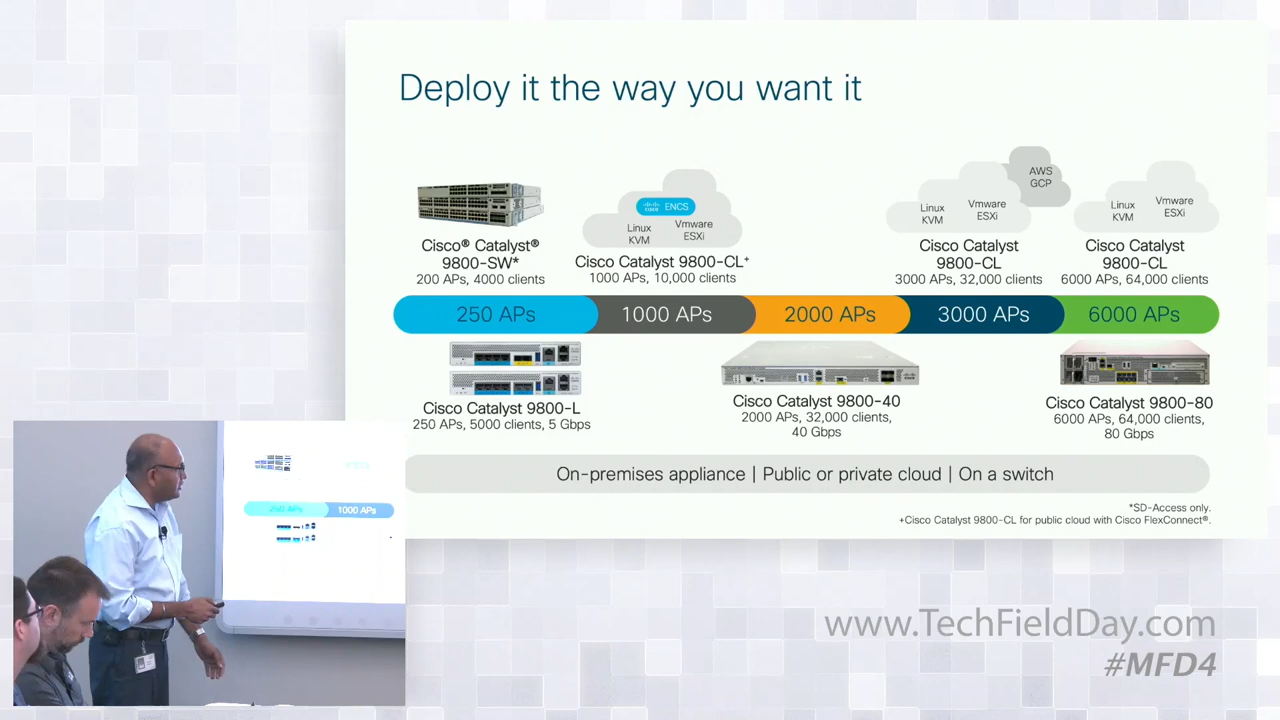 Deploy it the way you want it
AWS
GCP
ENCS
Linux
KVM
Vmware
ESXi
Linux
KVM
Vmware
ESXi
Linux
KVM
Vmware
ESXi
Cisco® Catalyst®
9800-SW*
200 APs, 4000 clients
Cisco Catalyst 9800-CL+
1000 APs, 10,000 clients
Cisco Catalyst
9800-CL
3000 APs, 32,000 clients
Cisco Catalyst
9800-CL
6000 APs, 64,000 clients
250 APs
1000 APs
2000 APs
3000 APs
6000 APs
Cisco Catalyst 9800-L
250 APs, 5000 clients, 5 Gbps
Cisco Catalyst 9800-40
2000 APs, 32,000 clients,
40 Gbps
Cisco Catalyst 9800-80
6000 APs, 64,000 clients,
80 Gbps
On-premises appliance | Public or private cloud | On a switch
*SD-Access only.
+Cisco Catalyst 9800-CL for public cloud with Cisco FlexConnect®.
250 APs
1000 APs
www.TechFieldDay.com
#MFD4